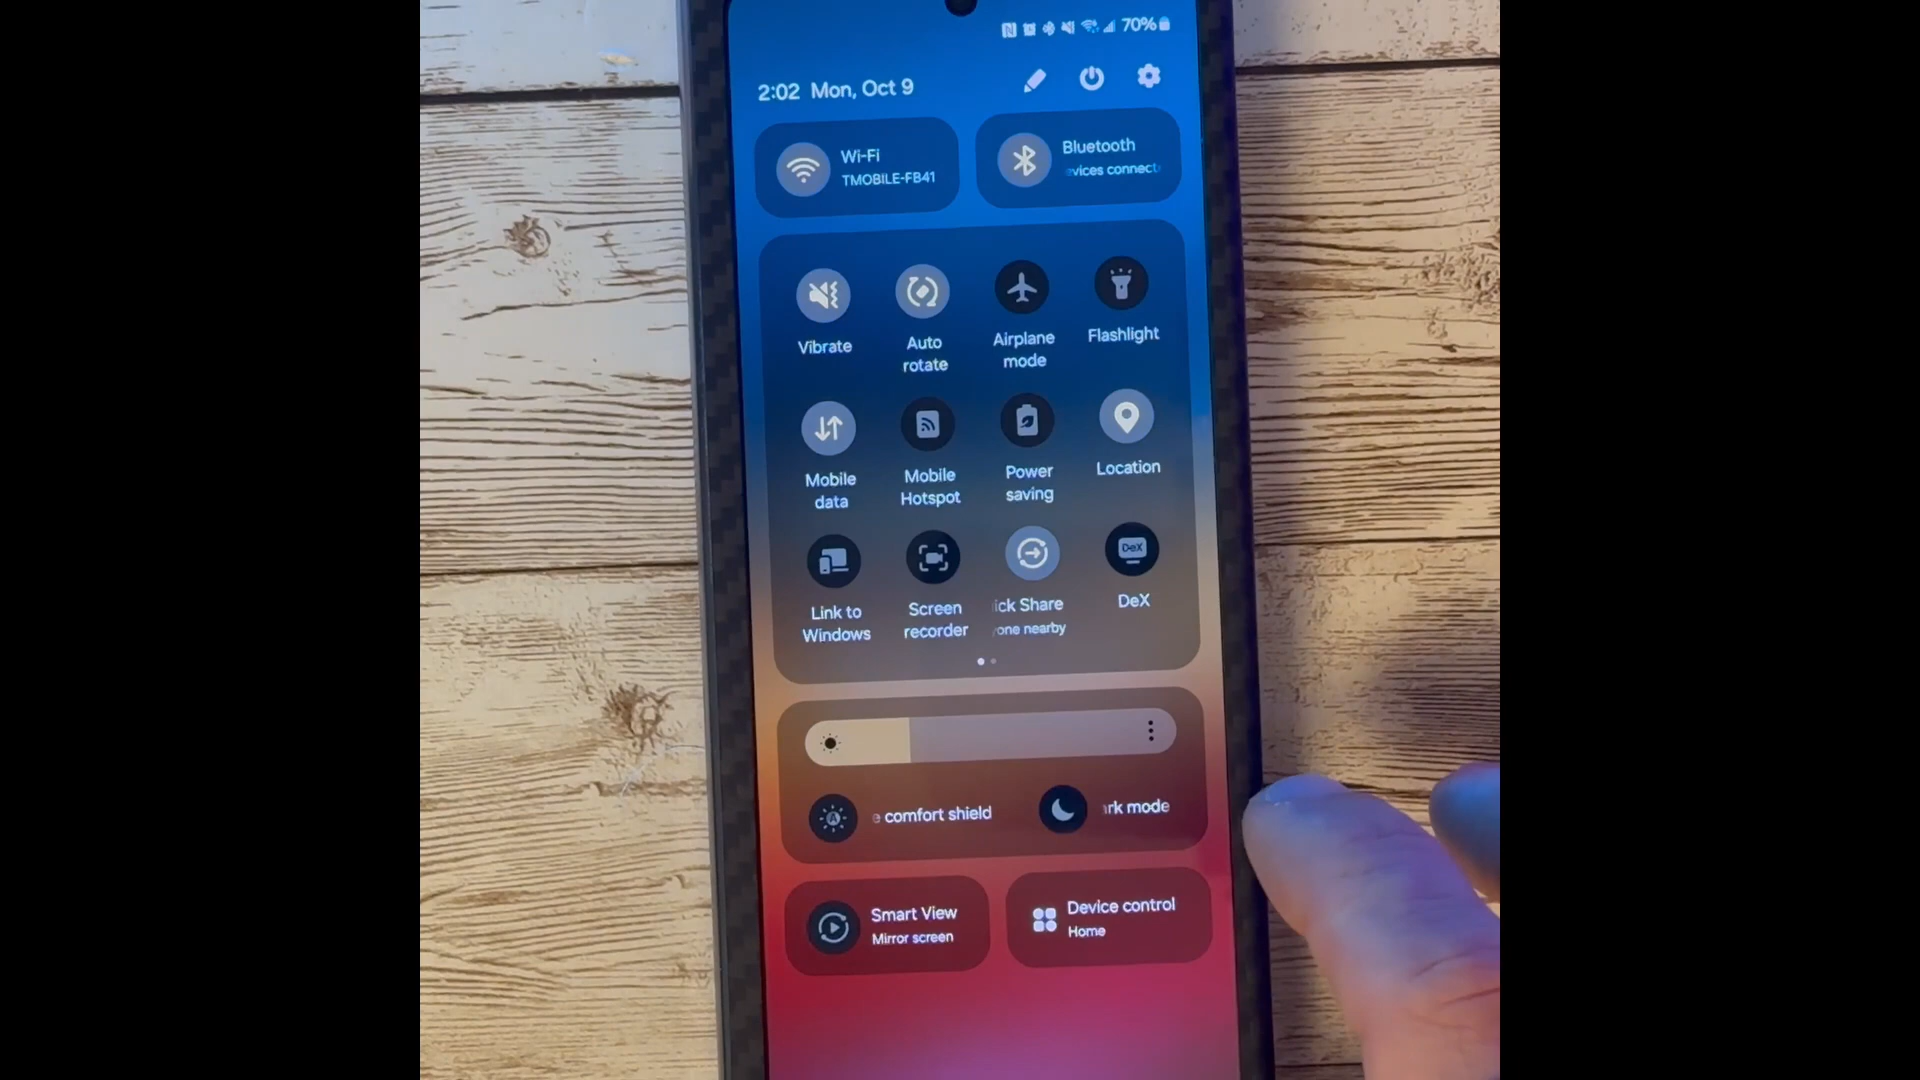 70%
2:02 Mon, Oct 9
Wi-Fi
TMOBILE-FB41
Bluetooth
vices connect
Vibrate
Auto
rotate
Airplane
mode
Flashlight
Mobile
data
Mobile
Hotspot
Power
saving
Location
Link to
Windows
Screen
recorder
ick Share
one nearby
DeX
DeX
comfort shield
rk mode
Smart View
Mirror screen
Device control
Home